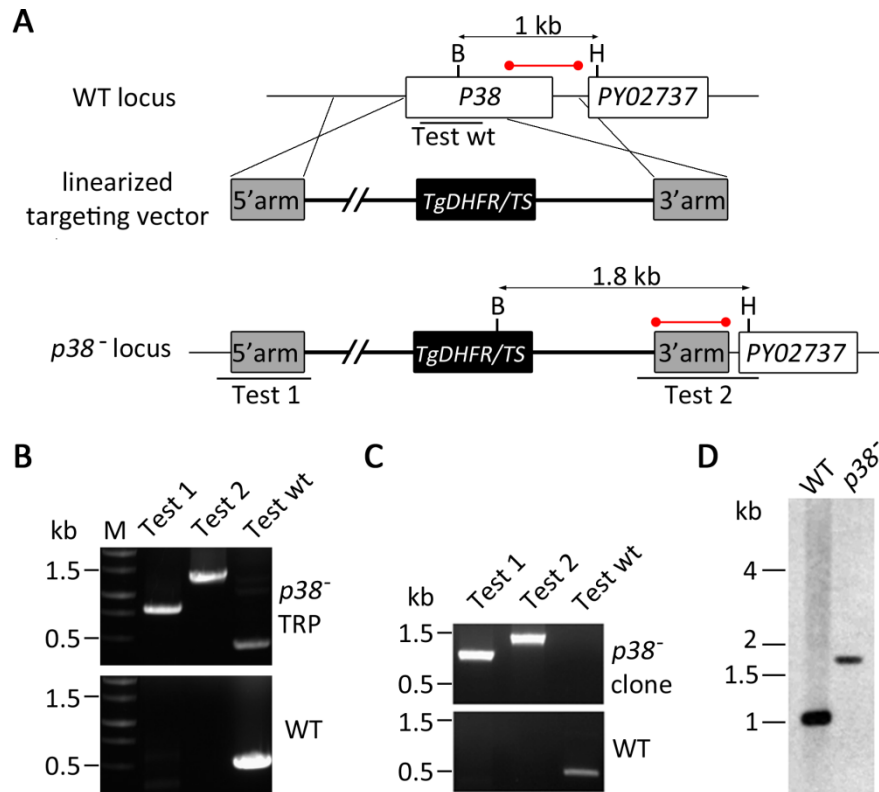 A
1 kb
B
H
WT locus
P38
PY02737
Test wt
linearized
targeting vector
5'arm
TgDHFR/TS
3'arm
1.8 kb
B
H
p38⁻ locus
5'arm
TgDHFR/TS
3'arm
PY02737
Test 1
Test 2
B
kb
M
Test 1
Test 2
Test wt
1.5
0.5
p38⁻
TRP
1.5
0.5
WT
C
kb
Test 1
Test 2
Test wt
1.5
0.5
p38⁻
clone
1.5
0.5
WT
D
kb
WT
p38⁻
4
2
1.5
1